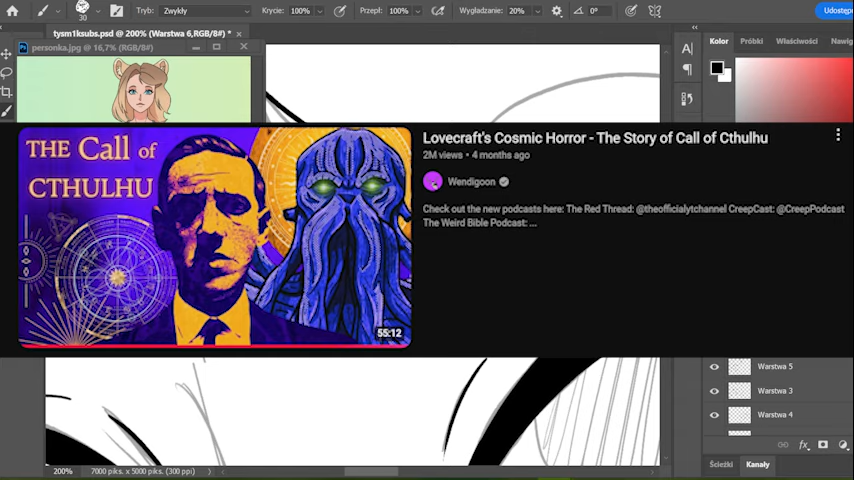 Tryb: Zwykły Krycie: 100% Przepł: 100% Wygładzanie: 20% 0° Udostęp
30
tysm1ksubs.psd @ 200% (Warstwa 6,RGB/8#) *
personka.jpg @ 16,7% (RGB/8#)
Kolor Próbki Właściwości Nawig
THE Call of
CTHULHU
55:12
Lovecraft's Cosmic Horror - The Story of Call of Cthulhu
2M views • 4 months ago
Wendigoon
Check out the new podcasts here: The Red Thread: @theofficialytchannel CreepCast: @CreepPodcast
The Weird Bible Podcast: ...
Warstwa 5
Warstwa 3
Warstwa 4
fx
Ścieżki Kanały
200% 7000 piks. x 5000 piks. (300 ppi)